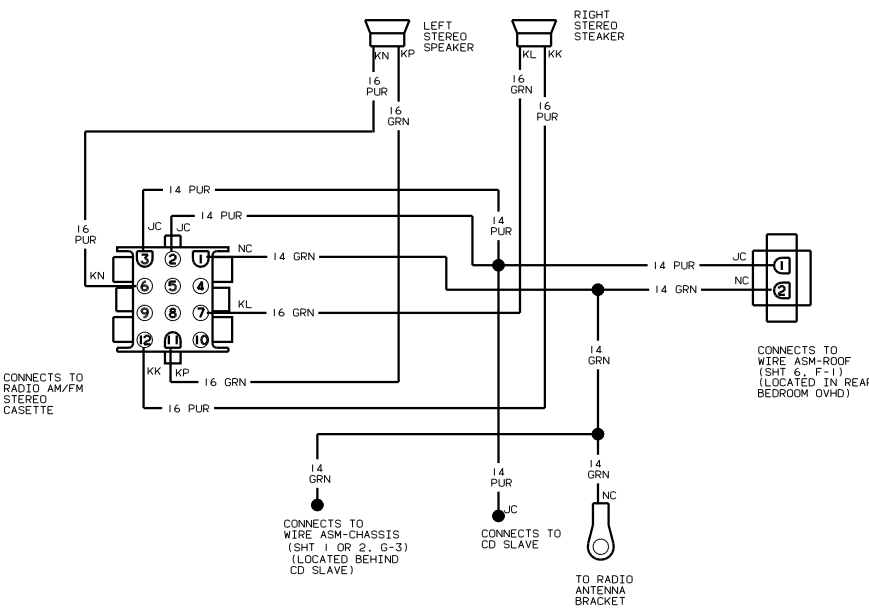 LEFT
STEREO
SPEAKER
RIGHT
STEREO
STEAKER
KN
KP
KL
KK
16
PUR
16
GRN
16
GRN
16
PUR
14 PUR
14 PUR
14
PUR
JC
JC
16
PUR
NC
14 GRN
KN
3
2
1
6
5
4
9
8
7
12
11
10
KL
16 GRN
JC
14 PUR
NC
14 GRN
1
2
KK
KP
16 GRN
16 PUR
14
GRN
CONNECTS TO
RADIO AM/FM
STEREO
CASETTE
CONNECTS TO
WIRE ASM-ROOF
(SHT 6, F-1)
(LOCATED IN REAR
BEDROOM OVHD)
14
GRN
14
PUR
14
GRN
NC
JC
CONNECTS TO
WIRE ASM-CHASSIS
(SHT 1 OR 2, G-3)
(LOCATED BEHIND
CD SLAVE)
CONNECTS TO
CD SLAVE
TO RADIO
ANTENNA
BRACKET